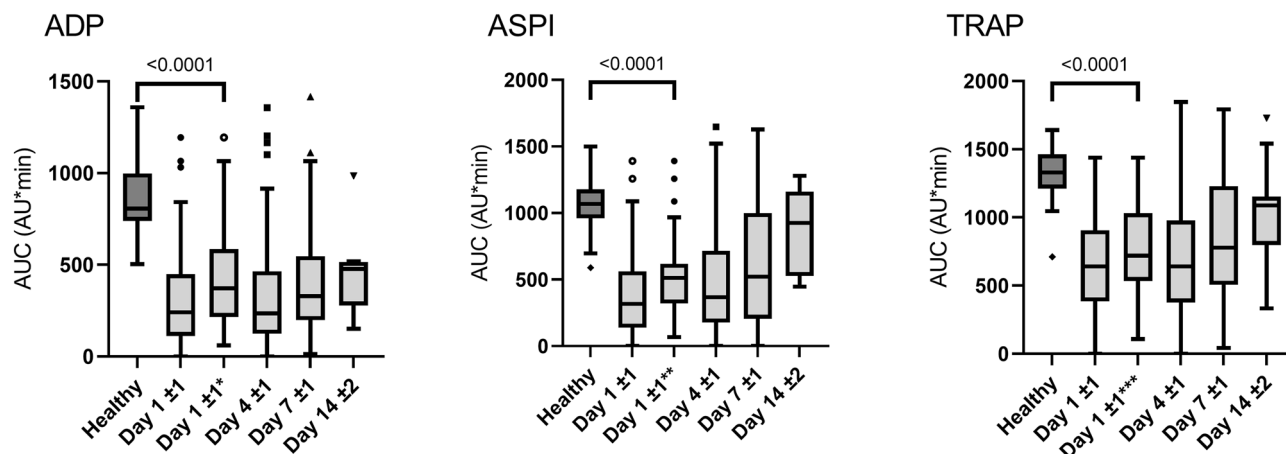 ADP
<0.0001
AUC (AU*min)
1500
1000
500
0
Healthy
Day 1 ±1
Day 1 ±1*
Day 4 ±1
Day 7 ±1
Day 14 ±2
ASPI
<0.0001
AUC (AU*min)
2000
1500
1000
500
0
Healthy
Day 1 ±1
Day 1 ±1**
Day 4 ±1
Day 7 ±1
Day 14 ±2
TRAP
<0.0001
AUC (AU*min)
2000
1500
1000
500
0
Healthy
Day 1 ±1
Day 1 ±1***
Day 4 ±1
Day 7 ±1
Day 14 ±2